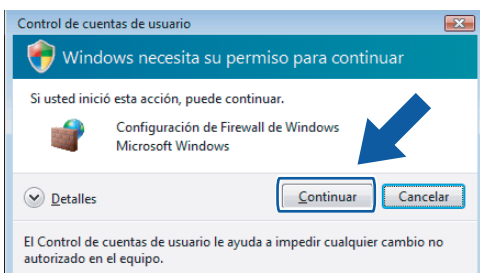 Control de cuentas de usuario
Windows necesita su permiso para continuar
Si usted inició esta acción, puede continuar.
Configuración de Firewall de Windows
Microsoft Windows
Detalles
Continuar
Cancelar
El Control de cuentas de usuario le ayuda a impedir cualquier cambio no
autorizado en el equipo.